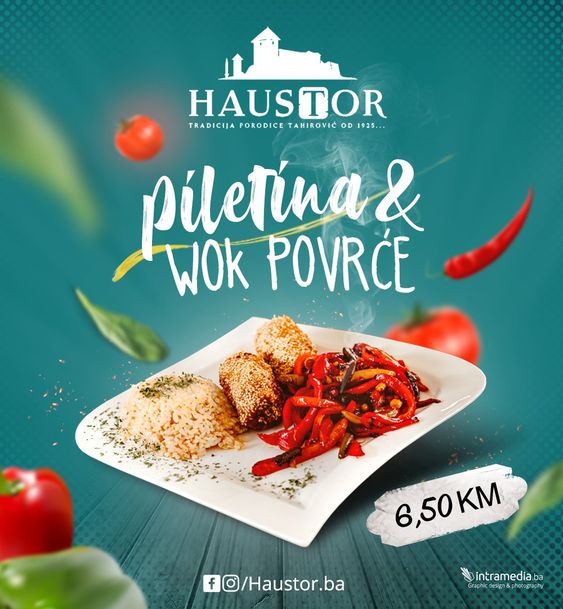 HAUSTOR
TRADICIJA PORODICE TAHIROVIĆ OD 1925...
piletina &
WOK POVRĆE
6,50 KM
f /Haustor.ba
intramedia.ba
Graphic design & photography